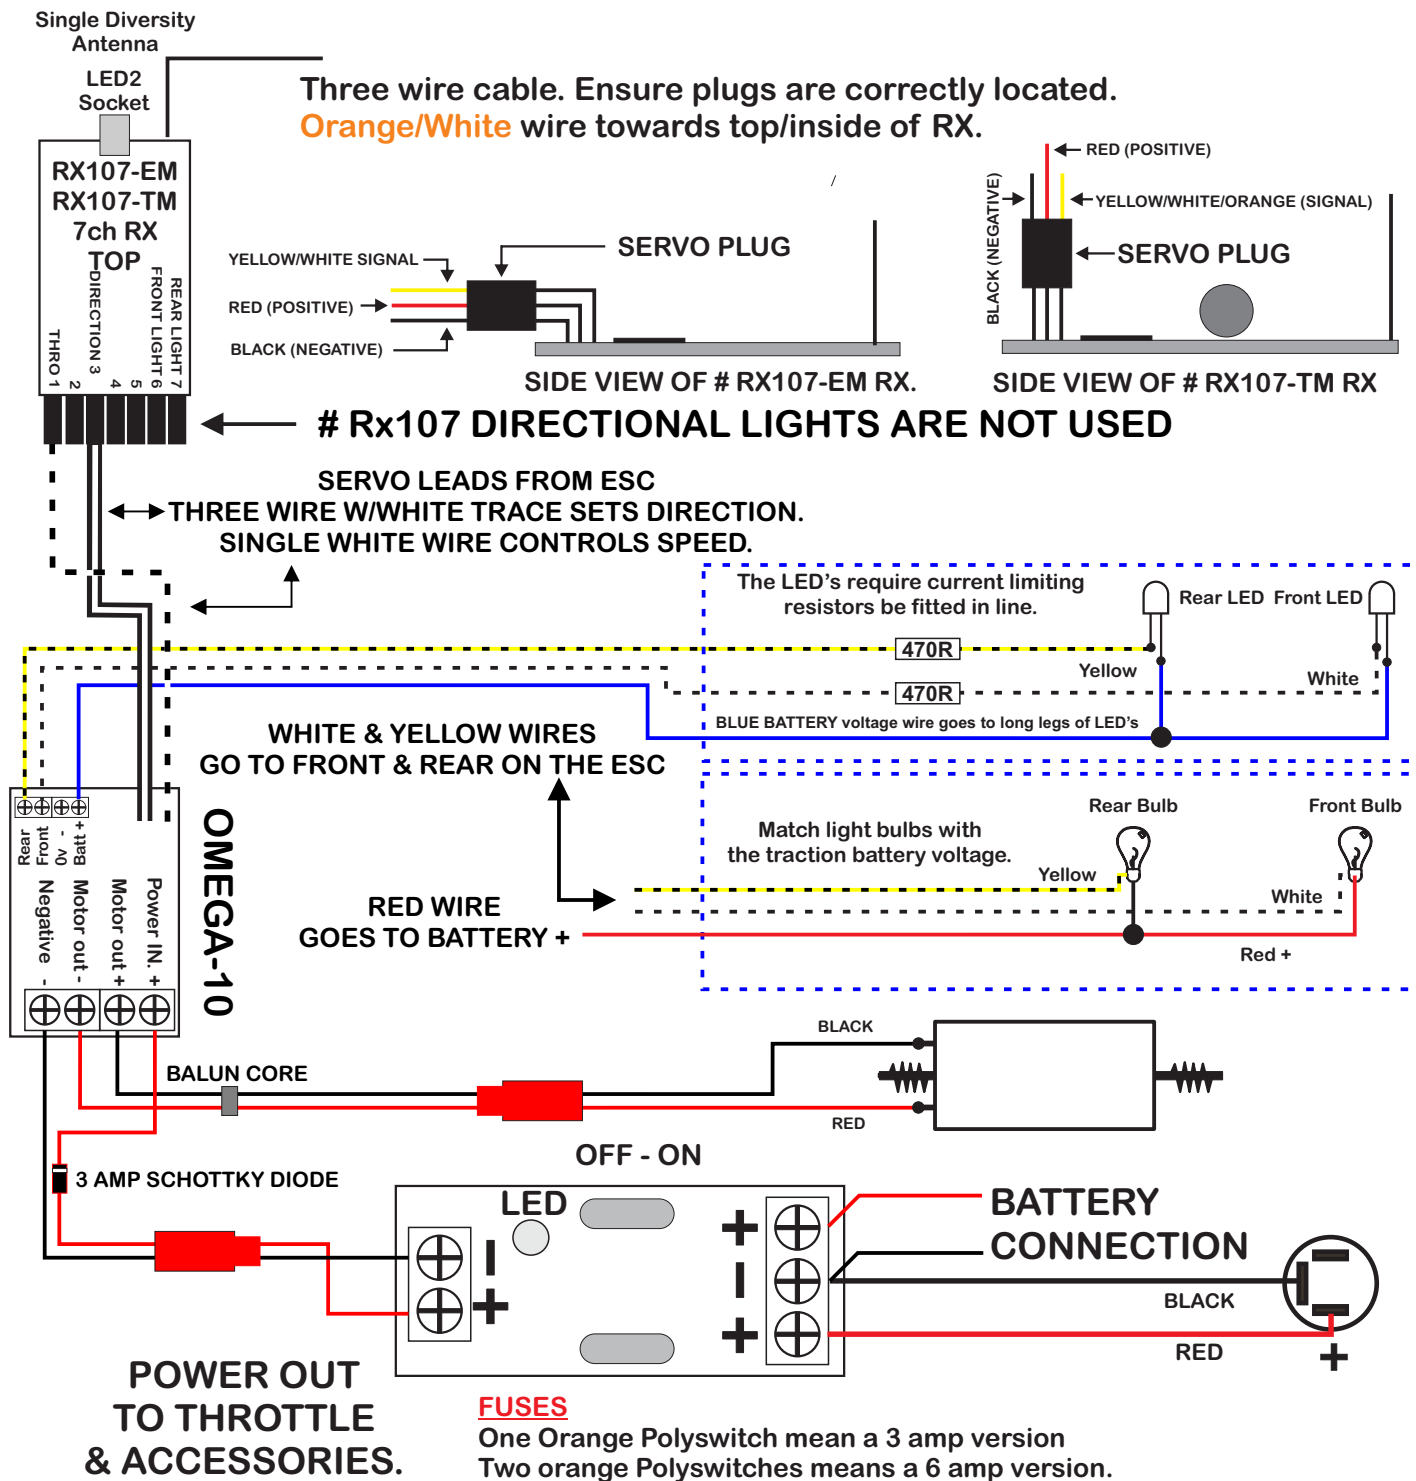 Single Diversity
Antenna
LED2
Socket
Three wire cable. Ensure plugs are correctly located.
Orange/White wire towards top/inside of RX.
/
RX107-EM
RX107-TM
7ch RX
TOP
THRO 1
2
DIRECTION 3
4
5
FRONT LIGHT 6
REAR LIGHT 7
YELLOW/WHITE SIGNAL
RED (POSITIVE)
BLACK (NEGATIVE)
SERVO PLUG
SIDE VIEW OF # RX107-EM RX.
RED (POSITIVE)
BLACK (NEGATIVE)
YELLOW/WHITE/ORANGE (SIGNAL)
SERVO PLUG
SIDE VIEW OF # RX107-TM RX
# Rx107 DIRECTIONAL LIGHTS ARE NOT USED
SERVO LEADS FROM ESC
THREE WIRE W/WHITE TRACE SETS DIRECTION.
SINGLE WHITE WIRE CONTROLS SPEED.
The LED's require current limiting
resistors be fitted in line.
Rear LED Front LED
470R
Yellow
470R
White
BLUE BATTERY voltage wire goes to long legs of LED's
WHITE & YELLOW WIRES
GO TO FRONT & REAR ON THE ESC
Rear Bulb
Front Bulb
Match light bulbs with
the traction battery voltage.
Yellow
White
RED WIRE
GOES TO BATTERY +
Red +
Rear
Front
0v -
Batt +
Negative -
Motor out -
Motor out +
Power IN. +
OMEGA-10
BALUN CORE
BLACK
RED
3 AMP SCHOTTKY DIODE
OFF - ON
LED
–
+
+
–
+
BATTERY
CONNECTION
BLACK
RED
+
POWER OUT
TO THROTTLE
& ACCESSORIES.
FUSES
One Orange Polyswitch mean a 3 amp version
Two orange Polyswitches means a 6 amp version.